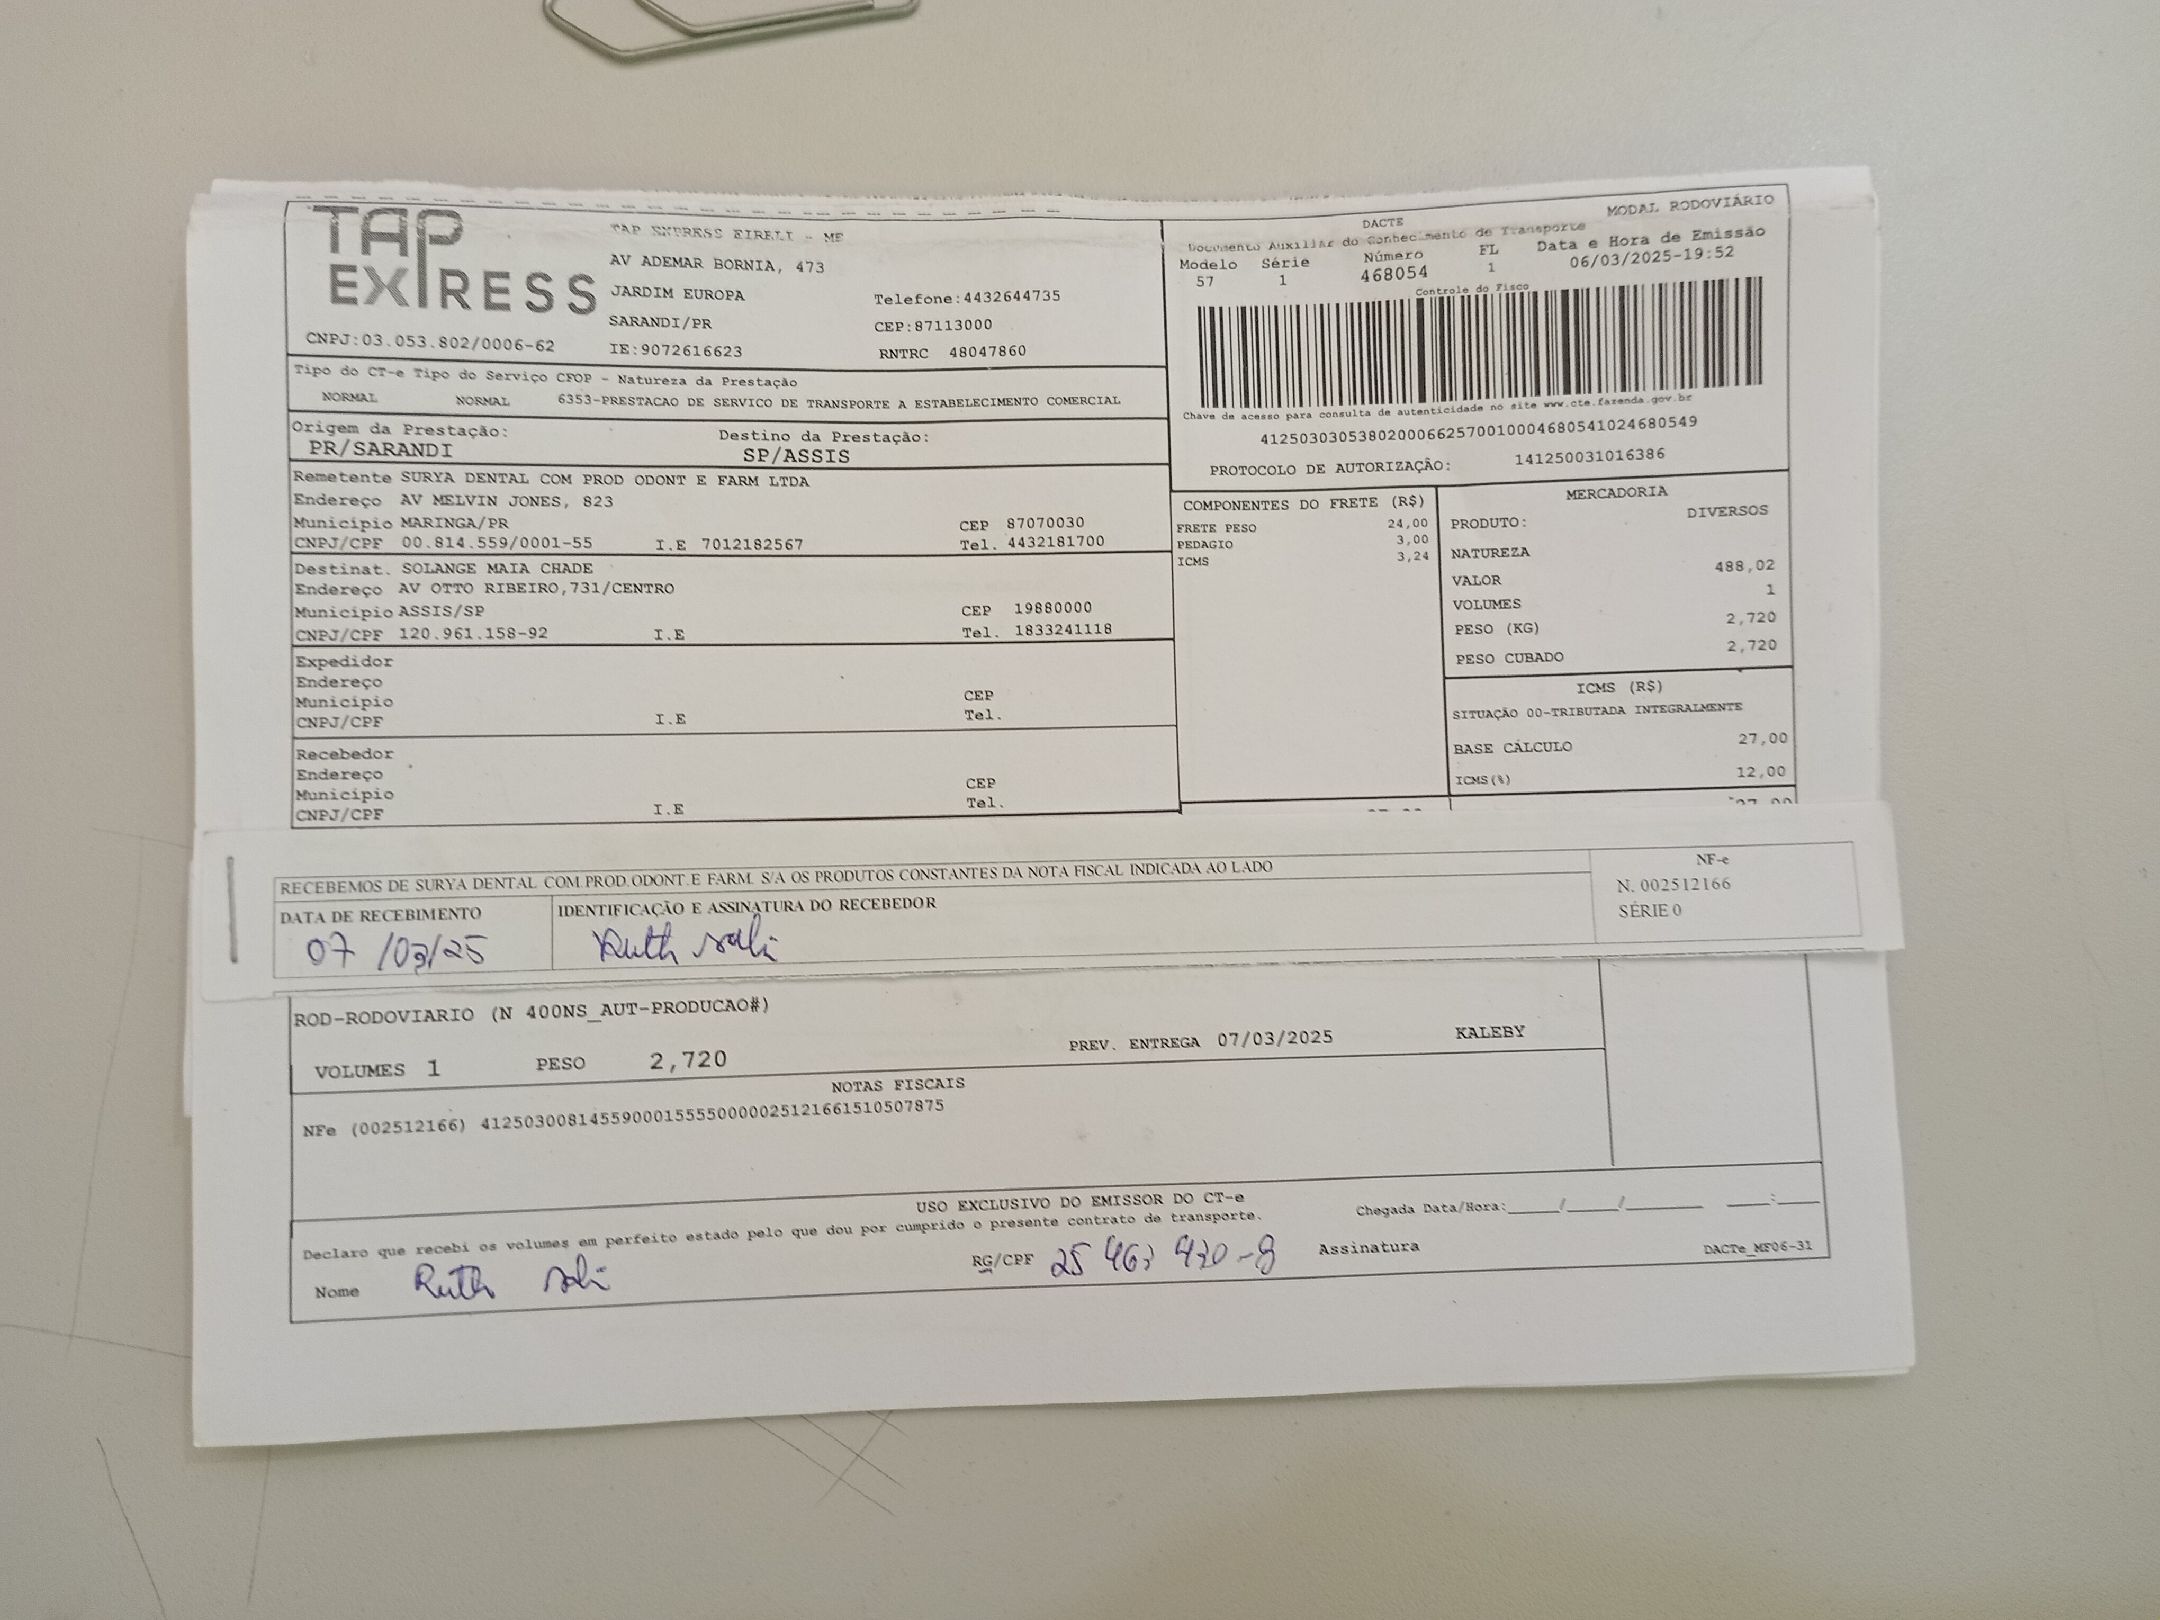 TAP EXPRESS
TAP EXPRESS EIRELI - ME
AV ADEMAR BORNIA, 473
JARDIM EUROPA Telefone:4432644735
SARANDI/PR CEP:87113000
CNPJ:03.053.802/0006-62 IE:9072616623 RNTRC 48047860
MODAL RODOVIÁRIO
DACTE
Documento Auxiliar do Conhecimento de Transporte
Modelo Série Número FL Data e Hora de Emissão
57 1 468054 1 06/03/2025-19:52
Controle do Fisco
Chave de acesso para consulta de autenticidade no site www.cte.fazenda.gov.br
41250303053802000662570010004680541024680549
PROTOCOLO DE AUTORIZAÇÃO: 141250031016386
Tipo do CT-e Tipo do Serviço CFOP - Natureza da Prestação
NORMAL NORMAL 6353-PRESTACAO DE SERVICO DE TRANSPORTE A ESTABELECIMENTO COMERCIAL
Origem da Prestação: Destino da Prestação:
PR/SARANDI SP/ASSIS
Remetente SURYA DENTAL COM PROD ODONT E FARM LTDA
Endereço AV MELVIN JONES, 823
Município MARINGA/PR CEP 87070030
CNPJ/CPF 00.814.559/0001-55 I.E 7012182567 Tel. 4432181700
Destinat. SOLANGE MAIA CHADE
Endereço AV OTTO RIBEIRO,731/CENTRO
Município ASSIS/SP CEP 19880000
CNPJ/CPF 120.961.158-92 I.E Tel. 1833241118
Expedidor
Endereço
Município CEP
CNPJ/CPF I.E Tel.
Recebedor
Endereço
Município CEP
CNPJ/CPF I.E Tel.
COMPONENTES DO FRETE (R$)
FRETE PESO 24,00
PEDAGIO 3,00
ICMS 3,24
MERCADORIA
PRODUTO: DIVERSOS
NATUREZA
VALOR 488,02
VOLUMES 1
PESO (KG) 2,720
PESO CUBADO 2,720
ICMS (R$)
SITUAÇÃO 00-TRIBUTADA INTEGRALMENTE
BASE CÁLCULO 27,00
ICMS(%) 12,00
RECEBEMOS DE SURYA DENTAL COM.PROD.ODONT.E FARM. S/A OS PRODUTOS CONSTANTES DA NOTA FISCAL INDICADA AO LADO
DATA DE RECEBIMENTO IDENTIFICAÇÃO E ASSINATURA DO RECEBEDOR
07/03/25 Ruth
NF-e
N. 002512166
SÉRIE 0
ROD-RODOVIARIO (N 400NS_AUT-PRODUCAO#)
VOLUMES 1 PESO 2,720 PREV. ENTREGA 07/03/2025 KALEBY
NOTAS FISCAIS
NFe (002512166) 41250300814559000155550000025121661510507875
USO EXCLUSIVO DO EMISSOR DO CT-e
Declaro que recebi os volumes em perfeito estado pelo que dou por cumprido o presente contrato de transporte.
Chegada Data/Hora:____/____/______ ____:____
Nome Ruth RG/CPF Assinatura DACTe_MF06-31